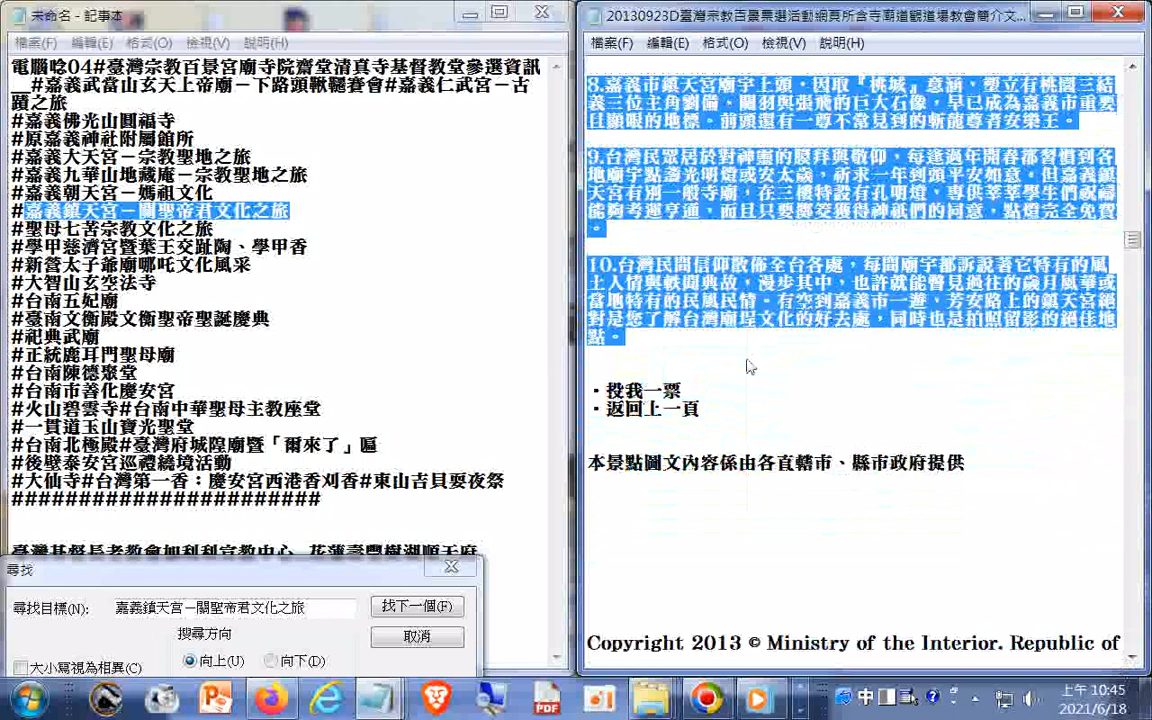 未命名 - 記事本
檔案(F) 編輯(E) 格式(O) 檢視(V) 說明(H)
電腦唸04#臺灣宗教百景宮廟寺院齋堂清真寺基督教堂參選資訊
__#嘉義武當山玄天上帝廟－下路頭鞦韆賽會#嘉義仁武宮－古
蹟之旅
#嘉義佛光山圓福寺
#原嘉義神社附屬館所
#嘉義大天宮－宗教聖地之旅
#嘉義九華山地藏庵－宗教聖地之旅
#嘉義朝天宮－媽祖文化
#嘉義鎮天宮－關聖帝君文化之旅
#聖母七苦宗教文化之旅
#學甲慈濟宮暨葉王交趾陶、學甲香
#新營太子爺廟哪吒文化風采
#大智山玄空法寺
#台南五妃廟
#臺南文衡殿文衡聖帝聖誕慶典
#祀典武廟
#正統鹿耳門聖母廟
#台南陳德聚堂
#台南市善化慶安宮
#火山碧雲寺#台南中華聖母主教座堂
#一貫道玉山寶光聖堂
#台南北極殿#臺灣府城隍廟暨「爾來了」匾
#後壁泰安宮巡禮繞境活動
#大仙寺#台灣第一香：慶安宮西港香刈香#東山吉貝耍夜祭
#######################
臺灣基督長老教會加利利宣教中心
尋找
尋找目標(N): 嘉義鎮天宮－關聖帝君文化之旅 找下一個(F)
搜尋方向 取消
大小寫視為相異(C) 向上(U) 向下(D)
20130923D臺灣宗教百景票選活動網頁所含寺廟道觀道場教會簡介文...
檔案(F) 編輯(E) 格式(O) 檢視(V) 說明(H)
8.嘉義市鎮天宮廟宇上頭，因取『桃城』意涵，塑立有桃園三結
義三位主角劉備、關羽與張飛的巨大石像，早已成為嘉義市重要
且顯眼的地標。前頭還有一尊不常見到的斬龍尊者安樂王。
9.台灣民眾居於對神靈的膜拜與敬仰，每逢過年開春都習慣到各
地廟宇點盞光明燈或安太歲，祈求一年到頭平安如意。但嘉義鎮
天宮有別一般寺廟，在三樓特設有孔明燈，專供莘莘學生們祝禱
能夠考運亨通，而且只要擲筊獲得神祇們的同意，點燈完全免費
。
10.台灣民間信仰散佈全台各處，每間廟宇都訴說著它特有的風
土人情與軼聞典故，漫步其中，也許就能瞥見過往的歲月風華或
當地特有的民風民情。有空到嘉義市一遊，芳安路上的鎮天宮絕
對是您了解台灣廟埕文化的好去處，同時也是拍照留影的絕佳地
點。
・投我一票
・返回上一頁
本景點圖文內容係由各直轄市、縣市政府提供
Copyright 2013 © Ministry of the Interior. Republic of
中
上午 10:45
2021/6/18